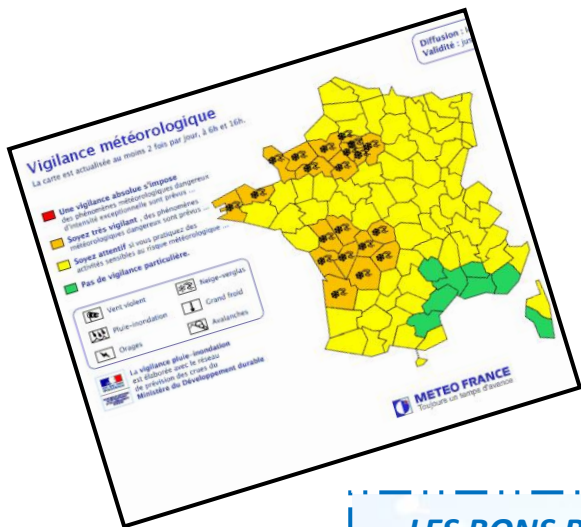 Diffusion :
Validité :
Vigilance météorologique
La carte est actualisée au moins 2 fois par jour, à 6h et 16h.
Une vigilance absolue s'impose
des phénomènes météorologiques dangereux
d'intensité exceptionnelle sont prévus ...
Soyez très vigilant, des phénomènes
météorologiques dangereux sont prévus ...
Soyez attentif si vous pratiquez des
activités sensibles au risque météorologique ...
Pas de vigilance particulière.
Vent violent
Neige-verglas
Pluie-inondation
Grand froid
Orages
Avalanches
La vigilance pluie-inondation
est élaborée avec le réseau
de prévision des crues du
Ministère du Développement durable
METEO FRANCE
Toujours un temps d'avance
LES BONS